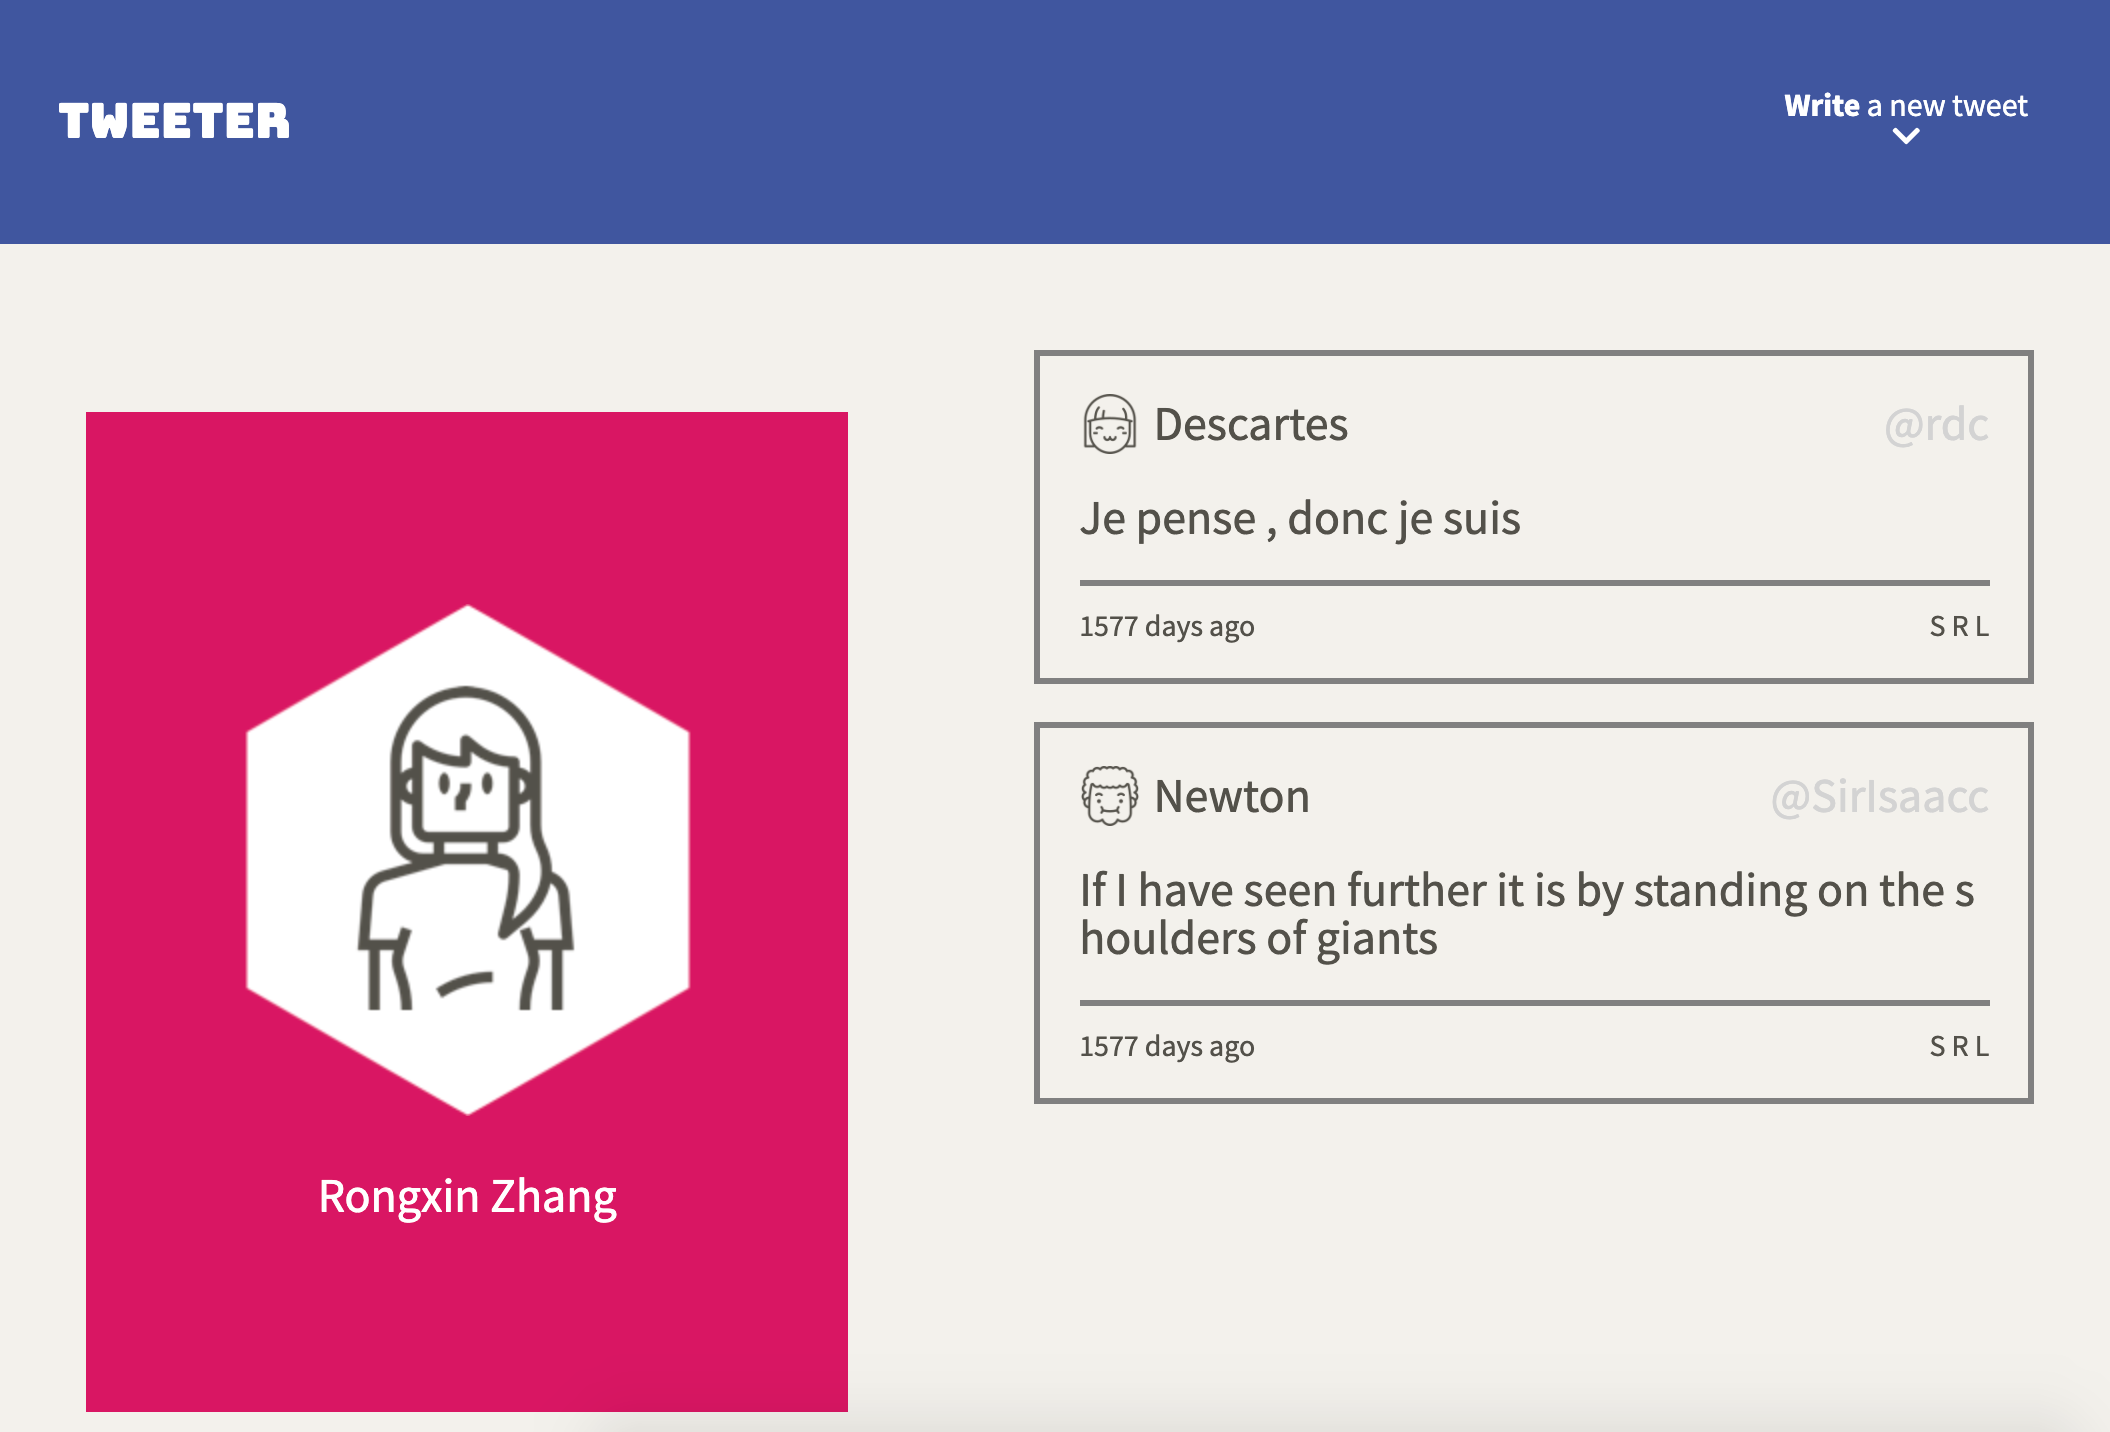 TWEETER
Write a new tweet
Rongxin Zhang
Descartes
@rdc
Je pense , donc je suis
1577 days ago
S R L
Newton
@SirIsaacc
If I have seen further it is by standing on the s
houlders of giants
1577 days ago
S R L